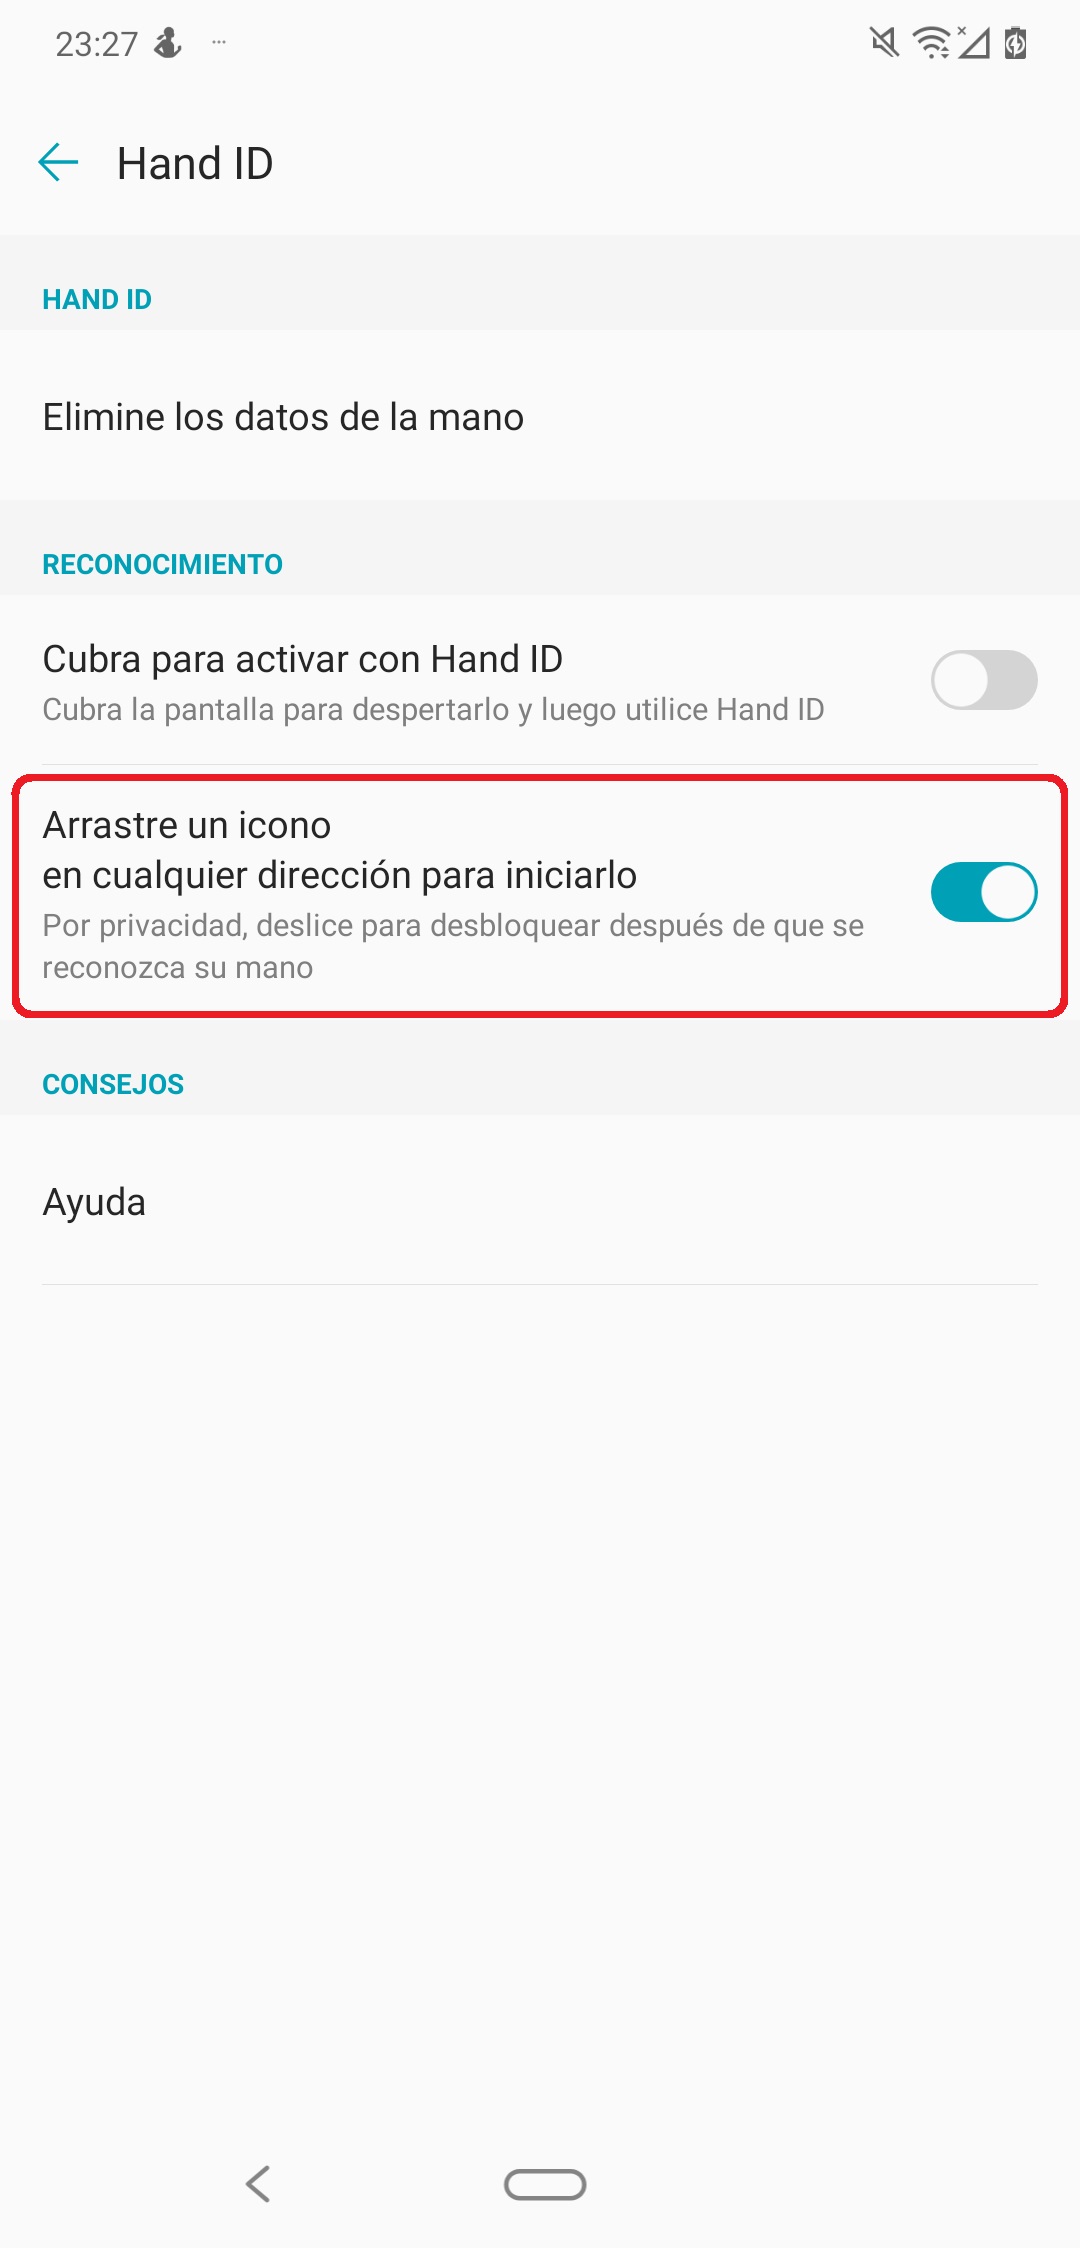 23:27
Hand ID
HAND ID
Elimine los datos de la mano
RECONOCIMIENTO
Cubra para activar con Hand ID
Cubra la pantalla para despertarlo y luego utilice Hand ID
Arrastre un icono
en cualquier dirección para iniciarlo
Por privacidad, deslice para desbloquear después de que se
reconozca su mano
CONSEJOS
Ayuda